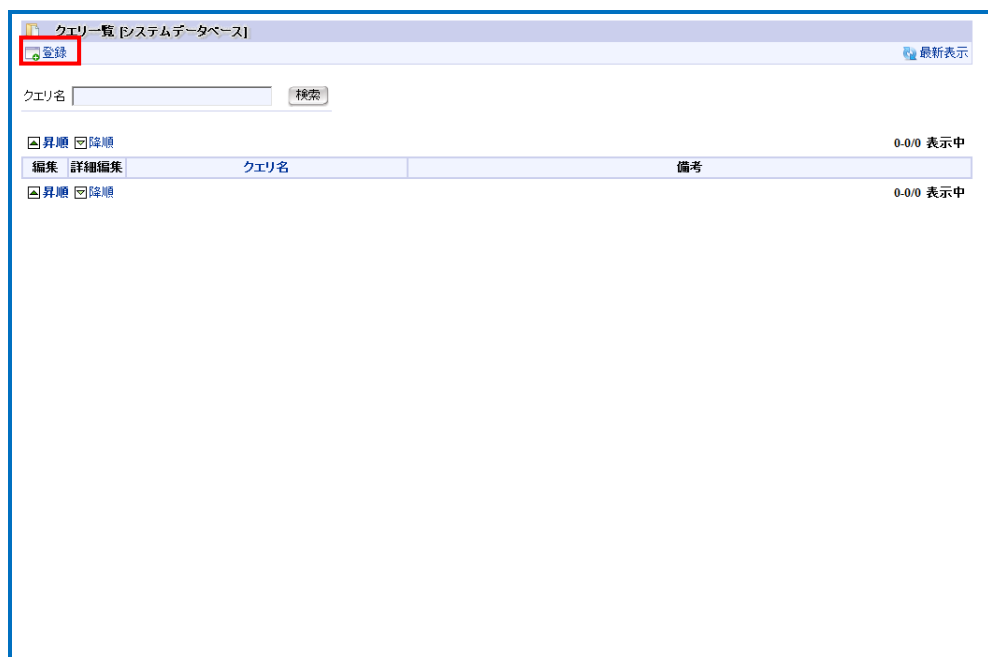 クエリ一覧 [システムデータベース]
登録 最新表示
クエリ名 検索
昇順 降順 0-0/0 表示中
編集 詳細編集 クエリ名 備考
昇順 降順 0-0/0 表示中